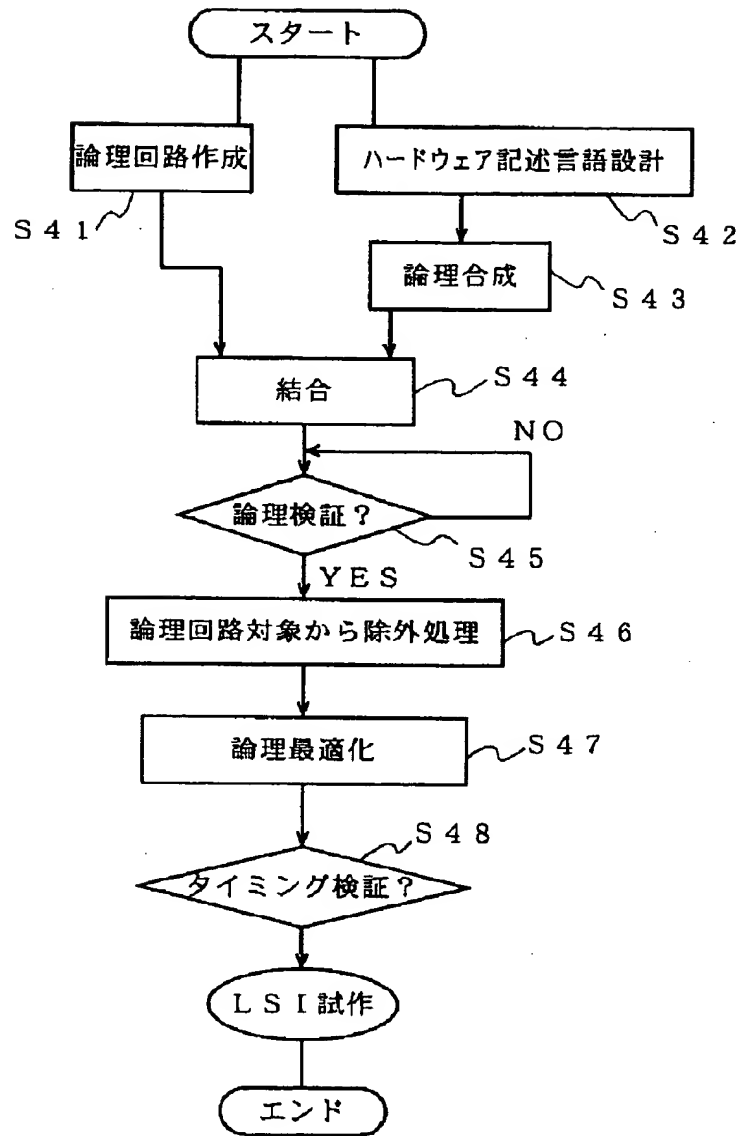 スタート
論理回路作成
ハードウェア記述言語設計
S41
S42
論理合成
S43
結合
S44
NO
論理検証?
S45
YES
論理回路対象から除外処理
S46
論理最適化
S47
S48
タイミング検証?
LSI試作
エンド